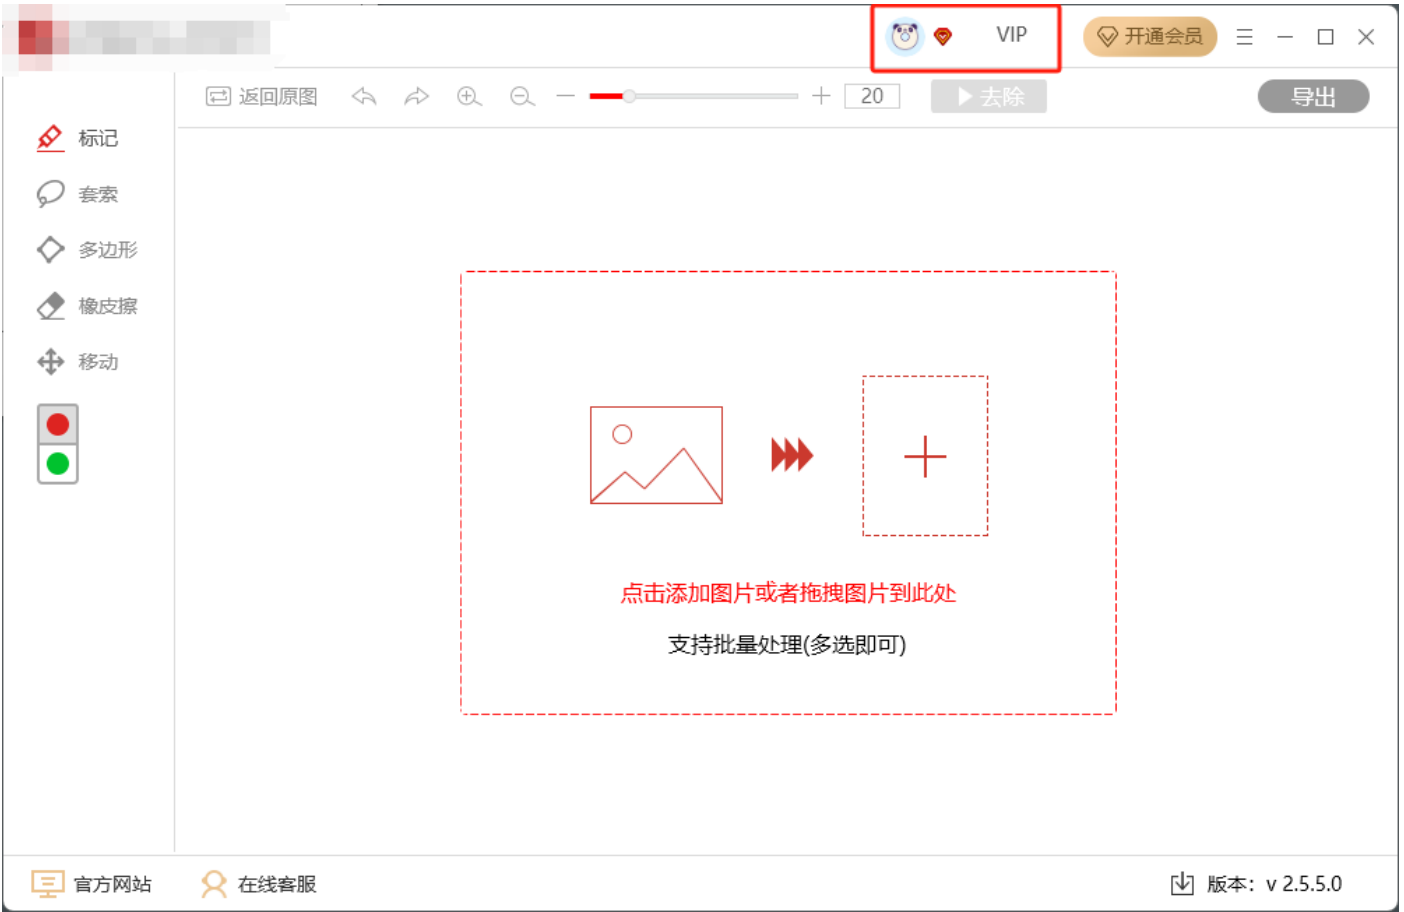 VIP
开通会员
返回原图
20
去除
导出
标记
套索
多边形
橡皮擦
移动
点击添加图片或者拖拽图片到此处
支持批量处理(多选即可)
官方网站
在线客服
版本：v 2.5.5.0